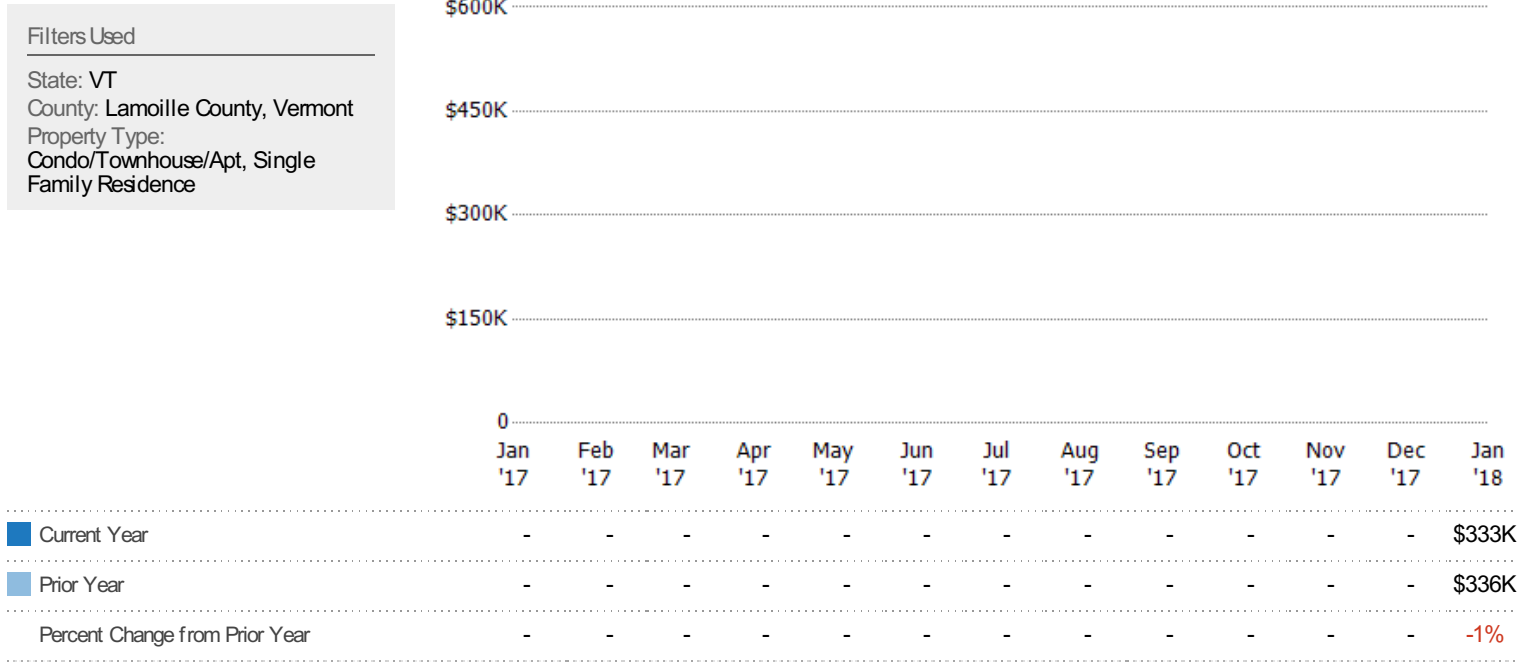 Filters Used
State: VT
County: Lamoille County, Vermont
Property Type:
Condo/Townhouse/Apt, Single
Family Residence
$600K
$450K
$300K
$150K
0
Jan Feb Mar Apr May Jun Jul Aug Sep Oct Nov Dec Jan
'17 '17 '17 '17 '17 '17 '17 '17 '17 '17 '17 '17 '18
Current Year - - - - - - - - - - - - $333K
Prior Year - - - - - - - - - - - - $336K
Percent Change from Prior Year - - - - - - - - - - - - -1%